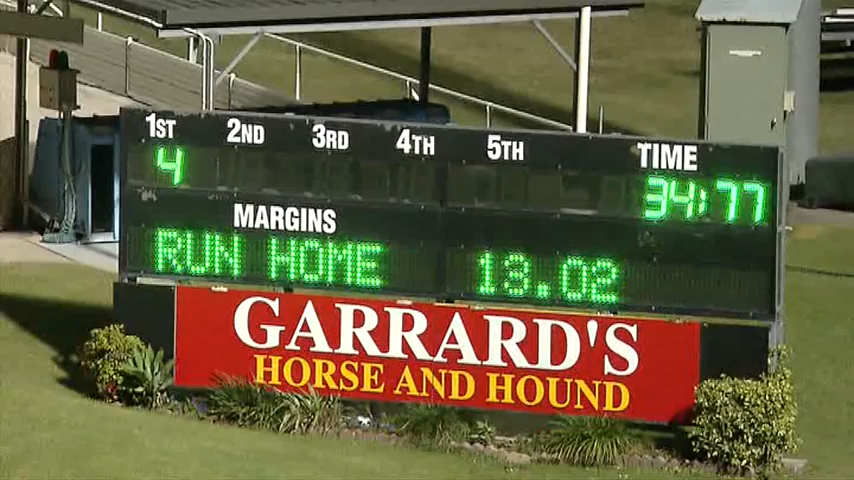 1ST 2ND 3RD 4TH 5TH TIME
4 34:77
MARGINS
RUN HOME 13.02
GARRARD'S
HORSE AND HOUND